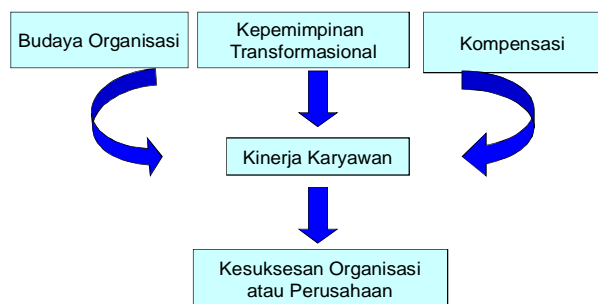 Budaya Organisasi
Kepemimpinan
Transformasional
Kompensasi
Kinerja Karyawan
Kesuksesan Organisasi
atau Perusahaan